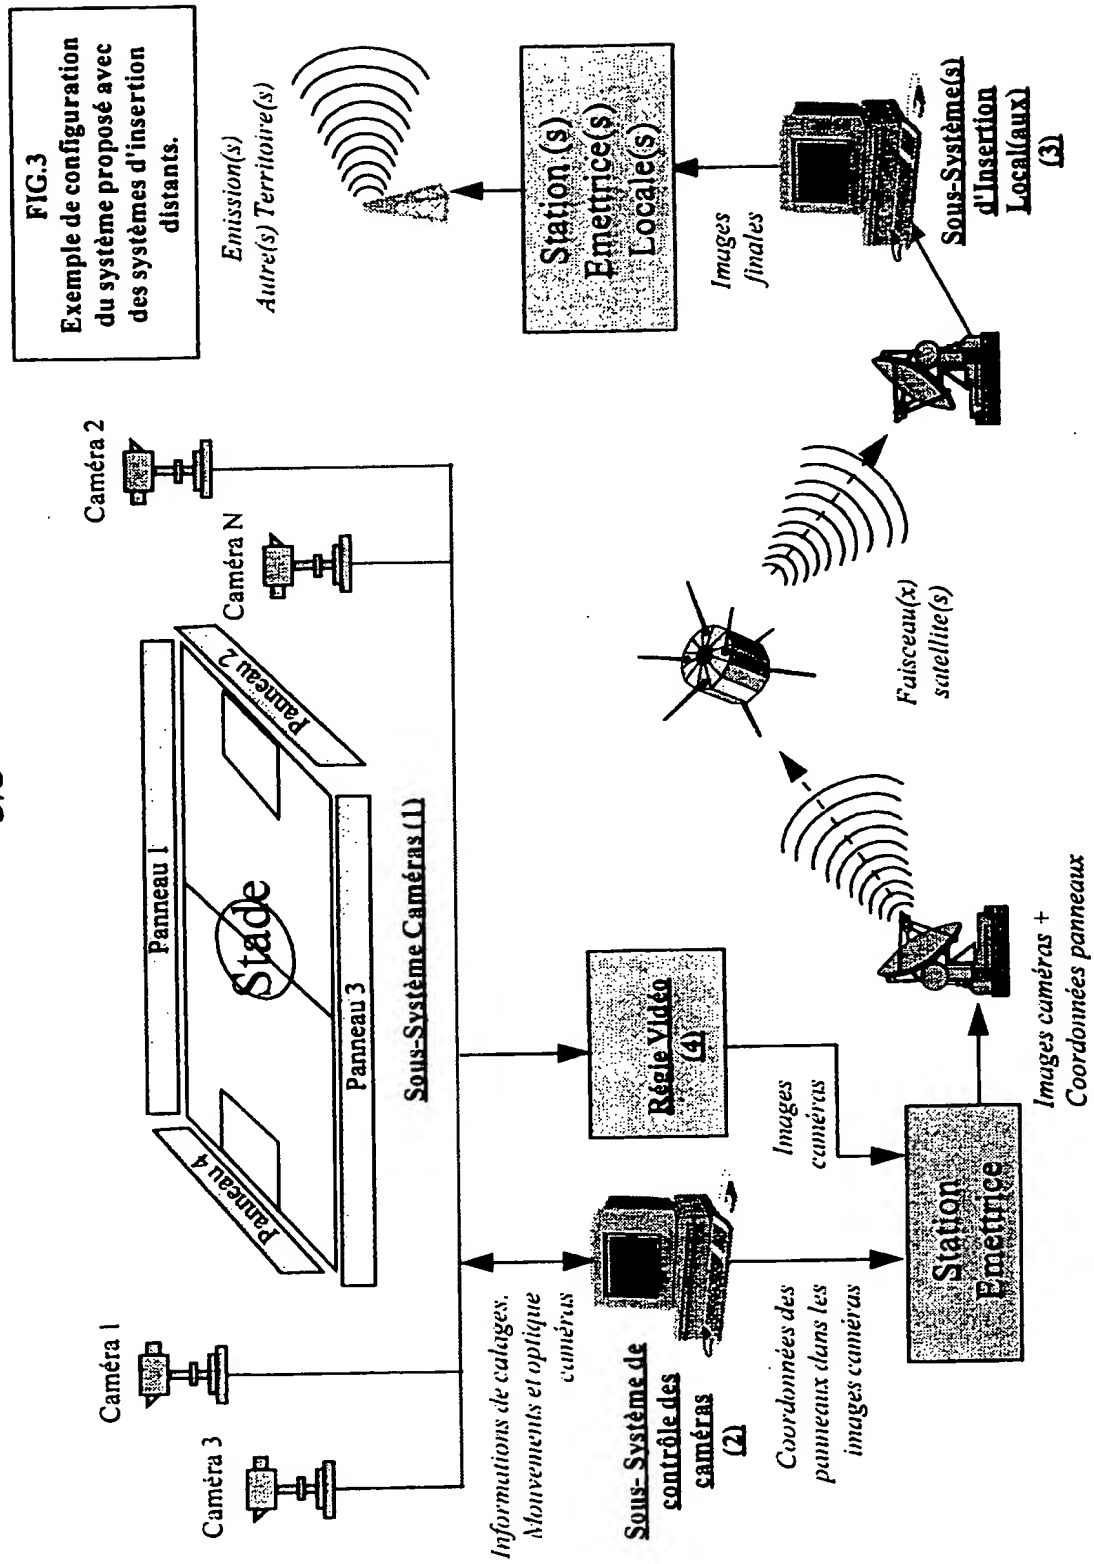 FIG.3
Exemple de configuration
du système proposé avec
des systèmes d'insertion
distants.
Caméra 3
Caméra 1
Caméra N
Caméra 2
Panneau 1
Panneau 4
Stade
Panneau 2
Panneau 3
Sous-Système Caméras (1)
Emission(s)
Autre(s) Territoire(s)
Informations de calages.
Mouvements et optique
caméras
Sous- Système de
contrôle des
caméras
(2)
Régie Vidéo
(4)
Station(s)
Emettrice(s)
Locale(s)
Coordonnées des
panneaux dans les
images caméras
Images
caméras
Images
finales
Station
Emettrice
Faisceau(x)
satellite(s)
Sous-Système(s)
d'Insertion
Local(aux)
(3)
Images caméras +
Coordonnées panneaux